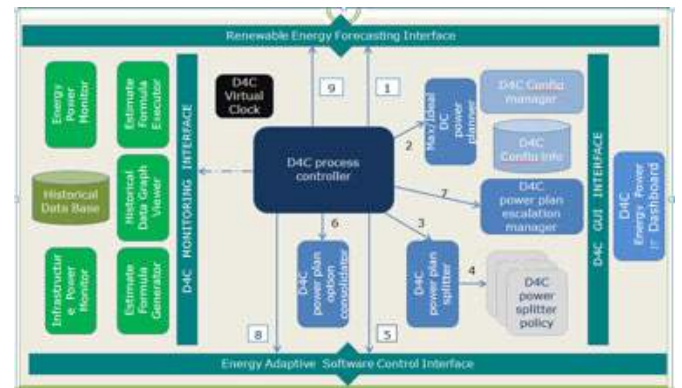 Renewable Energy Forecasting Interface
Energy
Power
Monitor
Estimate
Formula
Executor
D4C
Virtual
Clock
9
1
Max/Ideal
DC
power
planner
D4C Config
manager
2
D4C
Config Info
D4C MONITORING INTERFACE
D4C process
controller
Historical
Data Base
Historical
Data Graph
Viewer
7
D4C
power plan
escalation
manager
D4C GUI INTERFACE
D4C
Energy Power
IT Dashboard
6
3
Infrastructur
e Power
Monitor
Estimate
Formula
Generator
D4C
power plan
option
consolidator
D4C
power plan
splitter
4
D4C
power
splitter
policy
8
5
Energy Adaptive Software Control Interface